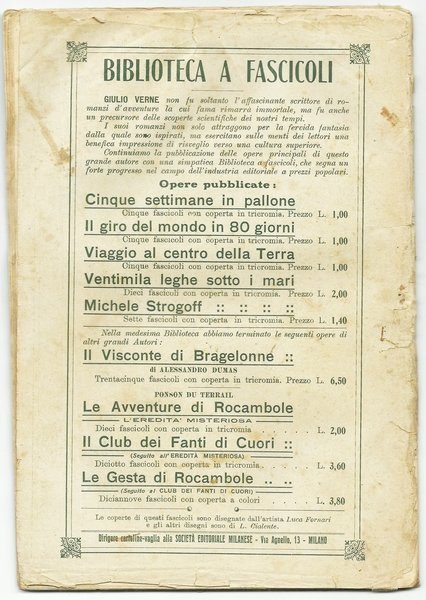 BIBLIOTECA A FASCICOLI
GIULIO VERNE non fu soltanto l'affascinante scrittore di ro-
manzi d'avventure la cui fama rimarrà immortale, ma fu anche
un precursore delle scoperte scientifiche dei nostri tempi.
I suoi romanzi non solo attraggono per la fervida fantasia
dalla quale sono ispirati, ma esercitano sulle menti dei lettori una
benefica impressione di risveglio verso una cultura superiore.
Continuiamo la pubblicazione delle opere principali di questo
grande autore con una simpatica Biblioteca a fascicoli, che segna un
forte progresso nel campo dell'industria editoriale a prezzi popolari.
Opere pubblicate:
Cinque settimane in pallone
Cinque fascicoli con coperta in tricromia. Prezzo L. 1,00
Il giro del mondo in 80 giorni
Cinque fascicoli con coperta in tricromia. Prezzo L. 1,00
Viaggio al centro della Terra
Cinque fascicoli con coperta in tricromia. Prezzo L. 1,00
Ventimila leghe sotto i mari
Dieci fascicoli con coperta in tricromia. Prezzo L. 2,00
Michele Strogoff :: :: :: ::
Sette fascicoli con coperta in tricromia. Prezzo L. 1,40
Nella medesima Biblioteca abbiamo terminato le seguenti opere di
altri grandi Autori:
Il Visconte di Bragelonne ::
di ALESSANDRO DUMAS
Trentacinque fascicoli con coperta in tricromia. Prezzo L. 6,50
PONSON DU TERRAIL
Le Avventure di Rocambole
L'EREDITÀ MISTERIOSA
Dieci fascicoli con coperta in tricromia . . . . L. 2,00
Il Club dei Fanti di Cuori ::
(Seguito all'EREDITÀ MISTERIOSA)
Diciotto fascicoli con coperta in tricromia . . . . L. 3,60
Le Gesta di Rocambole .. ..
(Seguito al CLUB DEI FANTI DI CUORI)
Diciannove fascicoli con coperta a colori . . . . L. 3,80
Le coperte di questi fascicoli sono disegnate dall'artista Luca Fornari
e gli altri disegni sono di L. Cialente.
Dirigere cartoline-vaglia alla SOCIETÀ EDITORIALE MILANESE - Via Agnello, 13 - MILANO